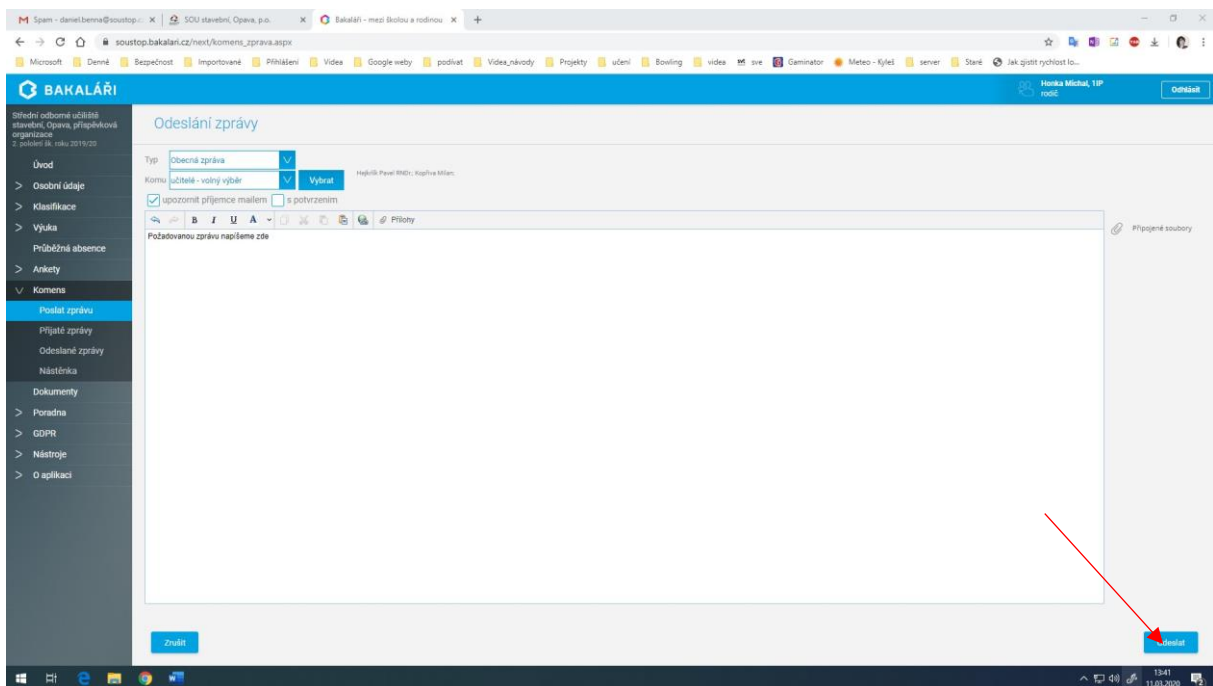 Spam - daniel.benna@soustop.c
SOU stavební, Opava, p.o.
Bakaláři - mezi školou a rodinou
soustop.bakalari.cz/next/komens_zprava.aspx
Microsoft Denně Bezpečnost Importované Přihlášení Videa Google weby podívat Videa_návody Projekty učení Bowling videa sve Gaminator Meteo - Kyleš server Staré Jak zjistit rychlost lo...
BAKALÁŘI
Honka Michal, 1IP
rodič
Odhlásit
Střední odborné učiliště
stavební, Opava, příspěvková
organizace
2. pololetí šk. roku 2019/20
Úvod
Osobní údaje
Klasifikace
Výuka
Průběžná absence
Ankety
Komens
Poslat zprávu
Přijaté zprávy
Odeslané zprávy
Nástěnka
Dokumenty
Poradna
GDPR
Nástroje
O aplikaci
Odeslání zprávy
Typ Obecná zpráva
Komu učitelé - volný výběr Vybrat Hejkrlík Pavel RNDr.; Kopřiva Milan;
upozornit příjemce mailem s potvrzením
B I U A Přílohy
Požadovanou zprávu napíšeme zde
Připojené soubory
Zrušit
Odeslat
13:41
11.03.2020